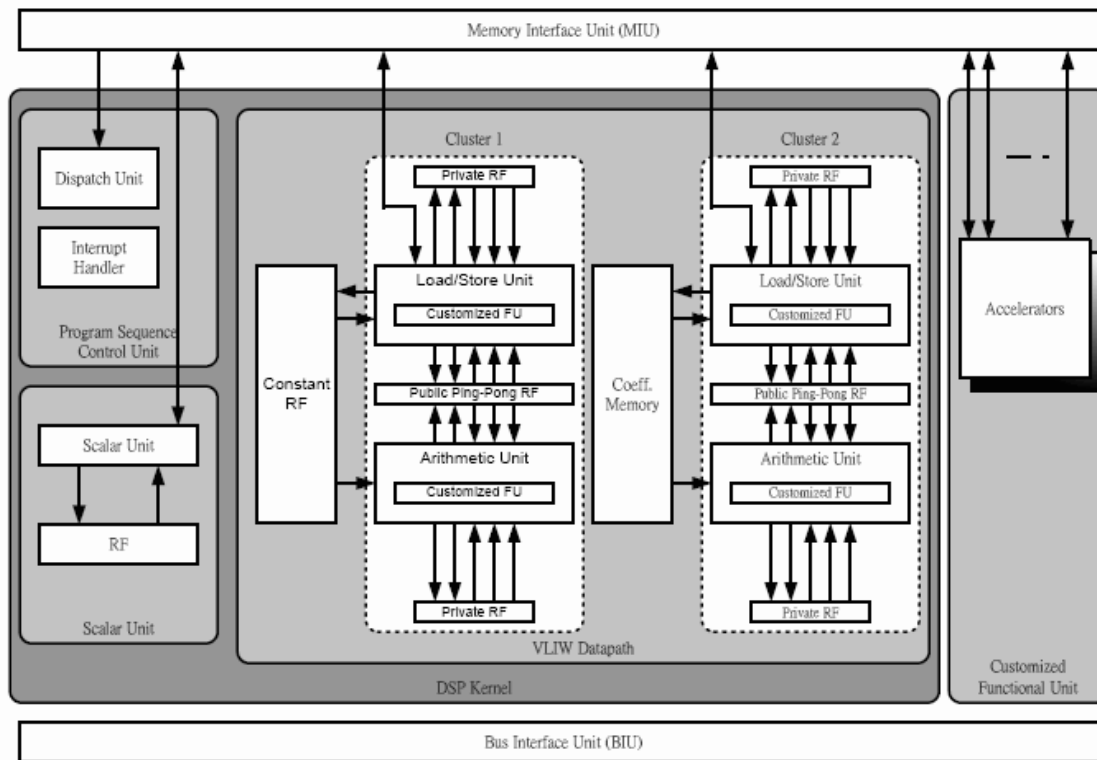 Memory Interface Unit (MIU)
Cluster 1
Cluster 2
Private RF
Private RF
Dispatch Unit
Interrupt
Handler
Program Sequence
Control Unit
Load/Store Unit
Customized FU
Load/Store Unit
Customized FU
Accelerators
Constant
RF
Public Ping-Pong RF
Coeff.
Memory
Public Ping-Pong RF
Scalar Unit
Arithmetic Unit
Customized FU
Arithmetic Unit
Customized FU
RF
Private RF
Private RF
Scalar Unit
VLIW Datapath
DSP Kernel
Customized
Functional Unit
Bus Interface Unit (BIU)